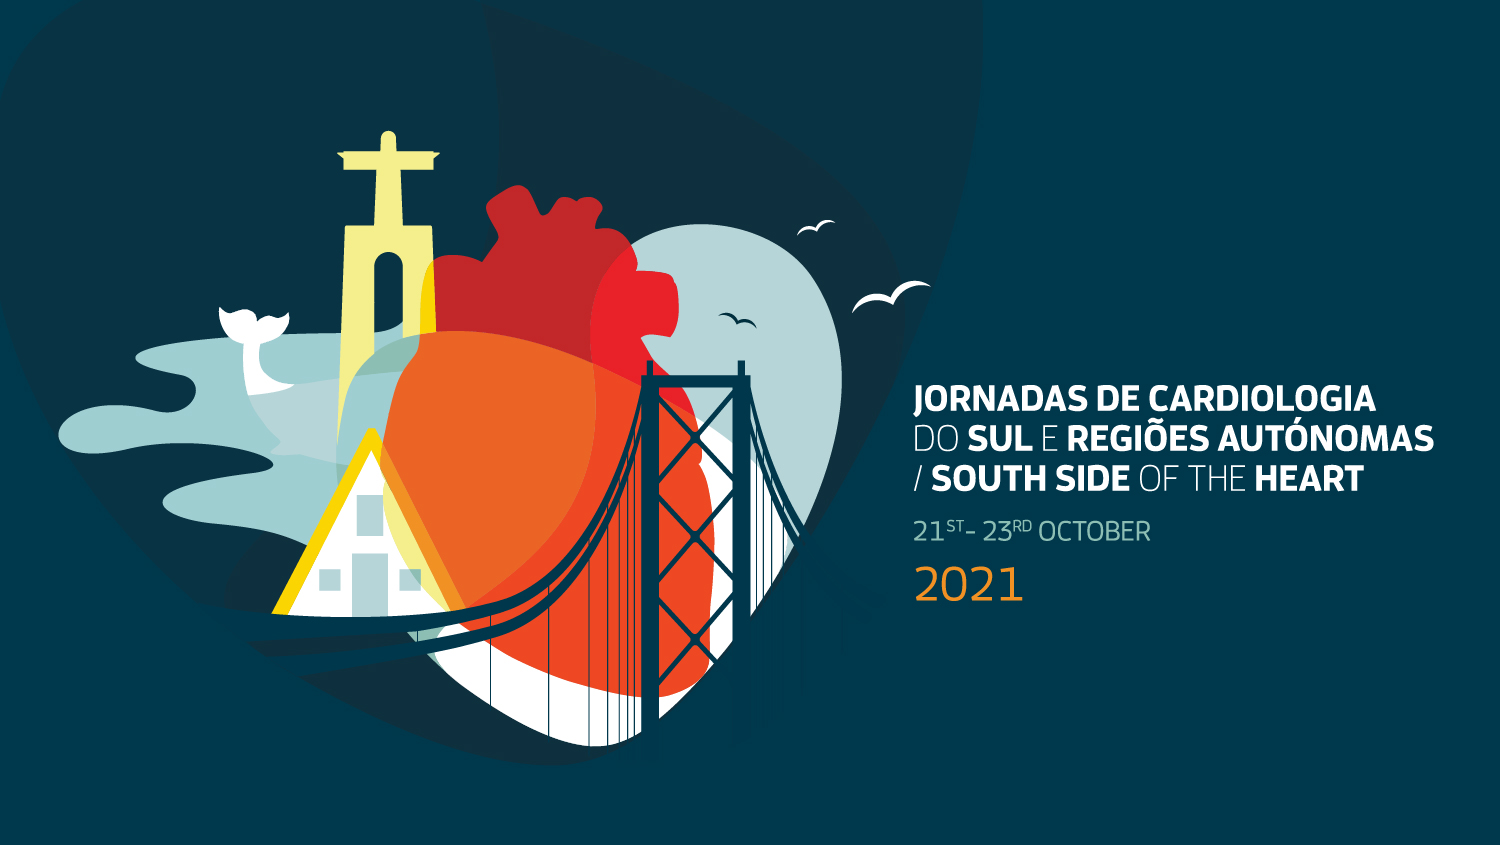 JORNADAS DE CARDIOLOGIA
DO SUL E REGIÕES AUTÓNOMAS
/ SOUTH SIDE OF THE HEART
21ST- 23RD OCTOBER
2021